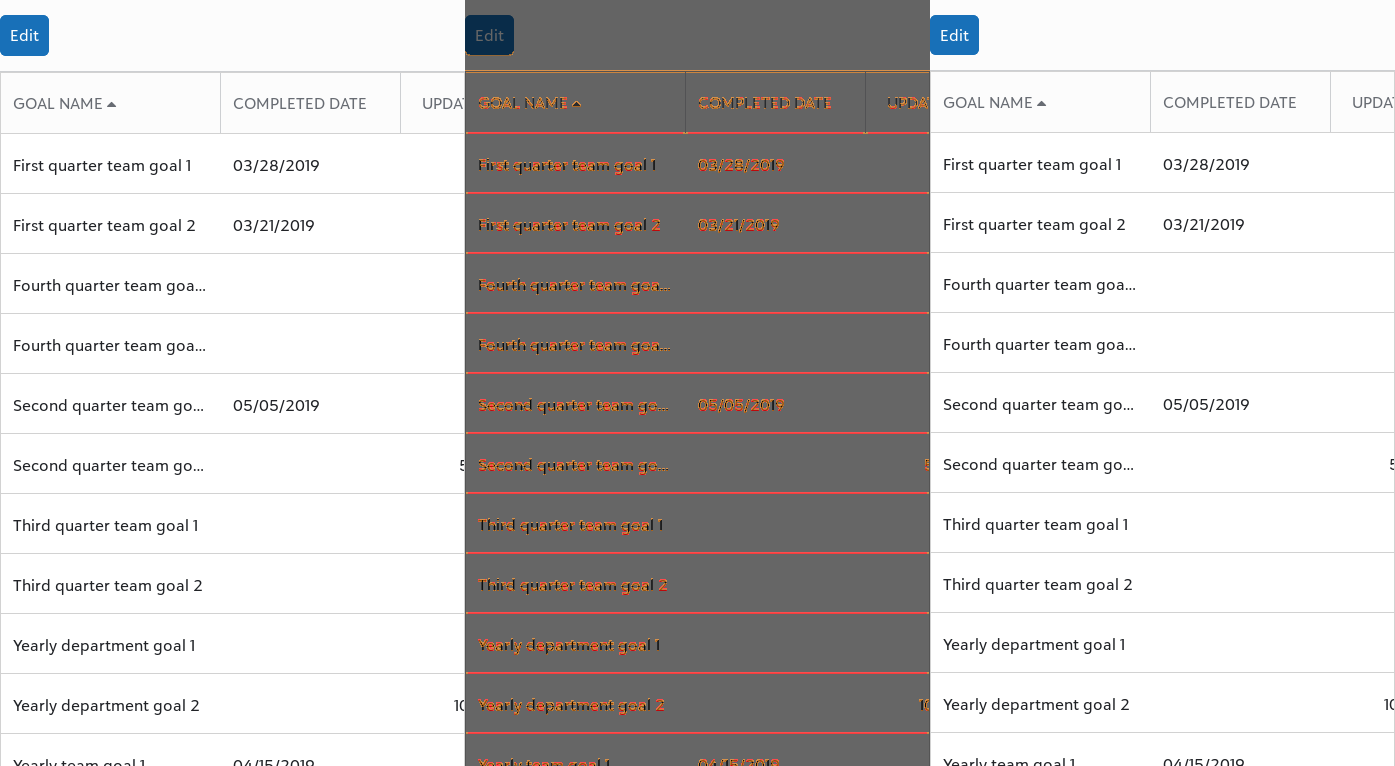 Edit
GOAL NAME COMPLETED DATE UPDAT
First quarter team goal 1 03/28/2019
First quarter team goal 2 03/21/2019
Fourth quarter team goa...
Fourth quarter team goa...
Second quarter team go... 05/05/2019
Second quarter team go... 5
Third quarter team goal 1
Third quarter team goal 2
Yearly department goal 1
Yearly department goal 2 10
Yearly team goal 1 04/15/2019
Edit
GOAL NAME COMPLETED DATE UPDAT
First quarter team goal 1 03/28/2019
First quarter team goal 2 03/21/2019
Fourth quarter team goa...
Fourth quarter team goa...
Second quarter team go... 05/05/2019
Second quarter team go... 5
Third quarter team goal 1
Third quarter team goal 2
Yearly department goal 1
Yearly department goal 2 10
Yearly team goal 1 04/15/2019
Edit
GOAL NAME COMPLETED DATE UPDAT
First quarter team goal 1 03/28/2019
First quarter team goal 2 03/21/2019
Fourth quarter team goa...
Fourth quarter team goa...
Second quarter team go... 05/05/2019
Second quarter team go... 5
Third quarter team goal 1
Third quarter team goal 2
Yearly department goal 1
Yearly department goal 2 10
Yearly team goal 1 04/15/2019